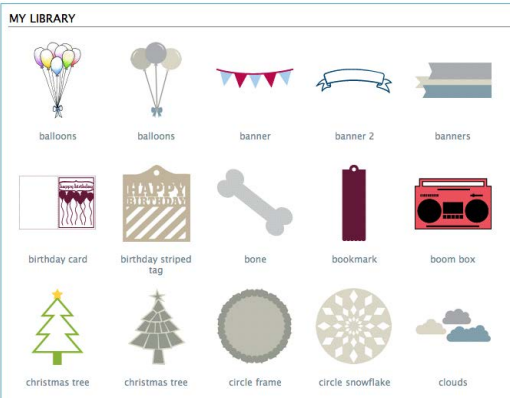 MY LIBRARY
balloons
balloons
banner
banner 2
banners
happy birthday
HAPPY
BIRTHDAY
birthday card
birthday striped
tag
bone
bookmark
boom box
christmas tree
christmas tree
circle frame
circle snowflake
clouds